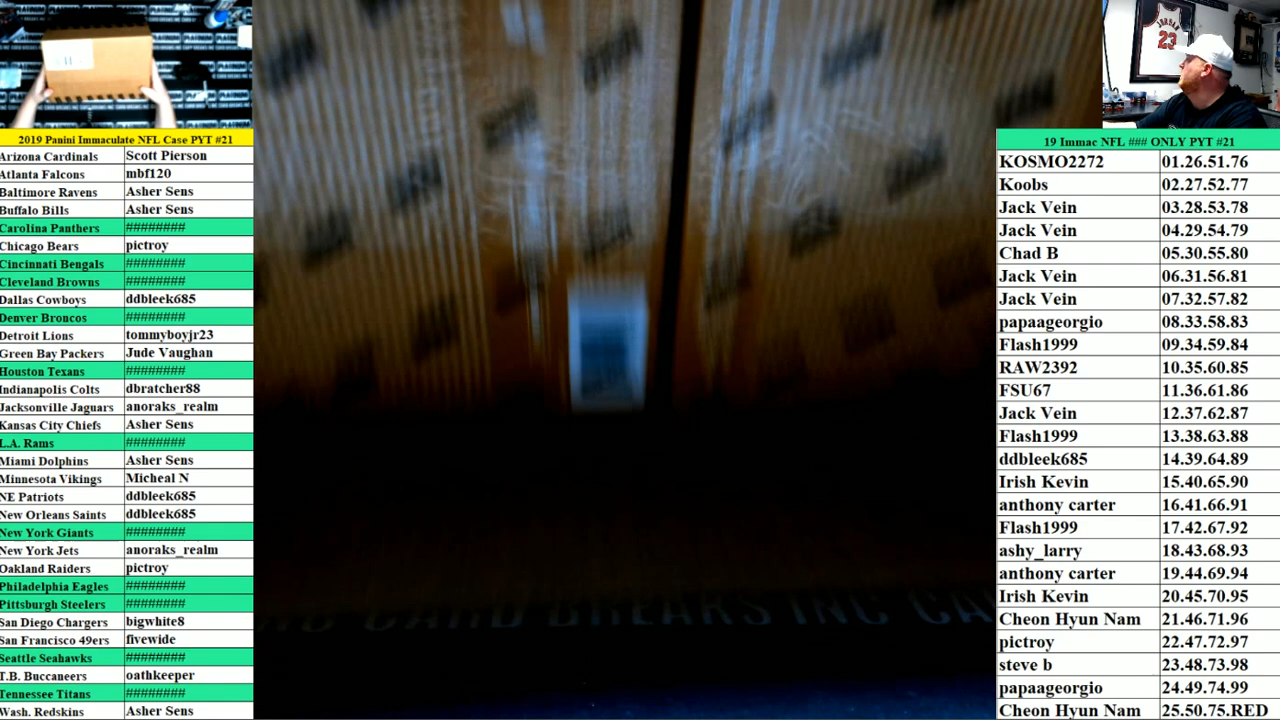 2019 Panini Immaculate NFL Case PYT #21
Arizona Cardinals Scott Pierson
Atlanta Falcons mbf120
Baltimore Ravens Asher Sens
Buffalo Bills Asher Sens
Carolina Panthers ########
Chicago Bears pictroy
Cincinnati Bengals ########
Cleveland Browns ########
Dallas Cowboys ddbleek685
Denver Broncos ########
Detroit Lions tommyboyjr23
Green Bay Packers Jude Vaughan
Houston Texans ########
Indianapolis Colts dbratcher88
Jacksonville Jaguars anoraks_realm
Kansas City Chiefs Asher Sens
L.A. Rams ########
Miami Dolphins Asher Sens
Minnesota Vikings Micheal N
NE Patriots ddbleek685
New Orleans Saints ddbleek685
New York Giants ########
New York Jets anoraks_realm
Oakland Raiders pictroy
Philadelphia Eagles ########
Pittsburgh Steelers ########
San Diego Chargers bigwhite8
San Francisco 49ers fivewide
Seattle Seahawks ########
T.B. Buccaneers oathkeeper
Tennessee Titans ########
Wash. Redskins Asher Sens
CARD BREAKS INC CA
JORDAN
23
19 Immac NFL ### ONLY PYT #21
KOSMO2272 01.26.51.76
Koobs 02.27.52.77
Jack Vein 03.28.53.78
Jack Vein 04.29.54.79
Chad B 05.30.55.80
Jack Vein 06.31.56.81
Jack Vein 07.32.57.82
papaageorgio 08.33.58.83
Flash1999 09.34.59.84
RAW2392 10.35.60.85
FSU67 11.36.61.86
Jack Vein 12.37.62.87
Flash1999 13.38.63.88
ddbleek685 14.39.64.89
Irish Kevin 15.40.65.90
anthony carter 16.41.66.91
Flash1999 17.42.67.92
ashy_larry 18.43.68.93
anthony carter 19.44.69.94
Irish Kevin 20.45.70.95
Cheon Hyun Nam 21.46.71.96
pictroy 22.47.72.97
steve b 23.48.73.98
papaageorgio 24.49.74.99
Cheon Hyun Nam 25.50.75.RED